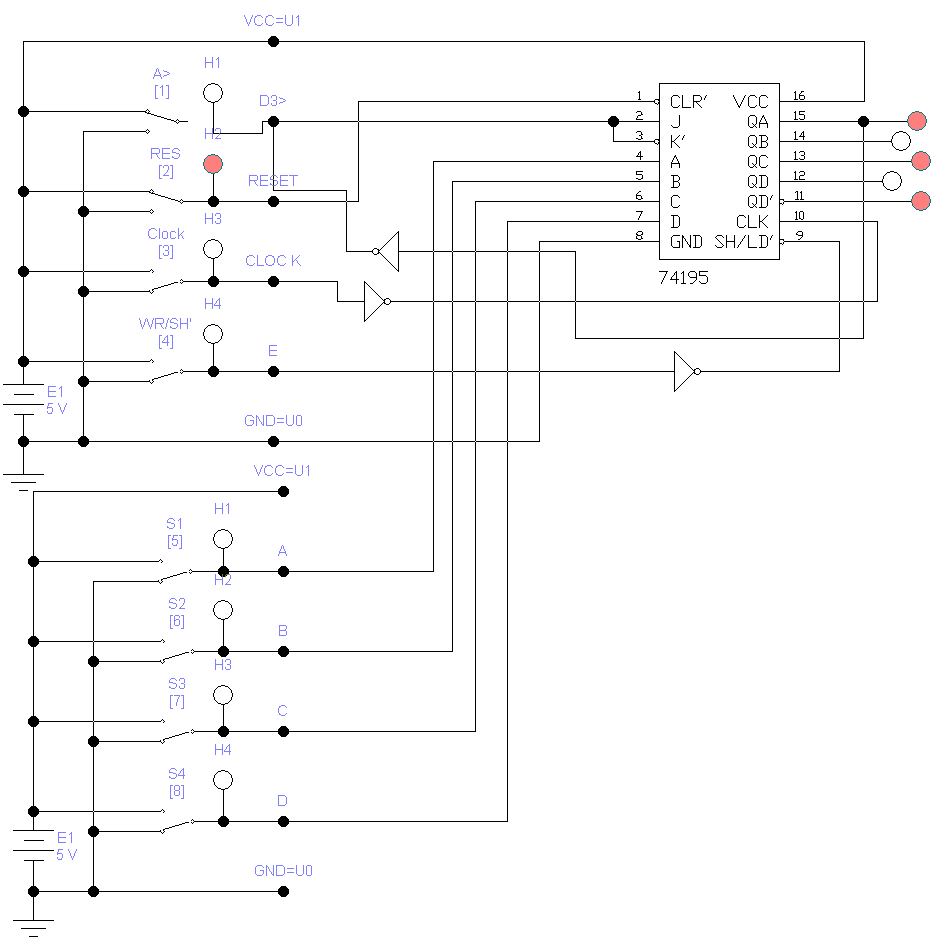 VCC=U1
A>
[1]
H1
D3>
H2
RES
[2]
RESET
H3
Clock
[3]
CLOC K
H4
WR/SH'
[4]
E
E1
5 V
GND=U0
1 CLR' VCC 16
2 J QA 15
3 K' QB 14
4 A QC 13
5 B QD 12
6 C QD' 11
7 D CLK 10
8 GND SH/LD' 9
74195
VCC=U1
H1
S1
[5]
A
H2
S2
[6]
B
H3
S3
[7]
C
H4
S4
[8]
D
E1
5 V
GND=U0